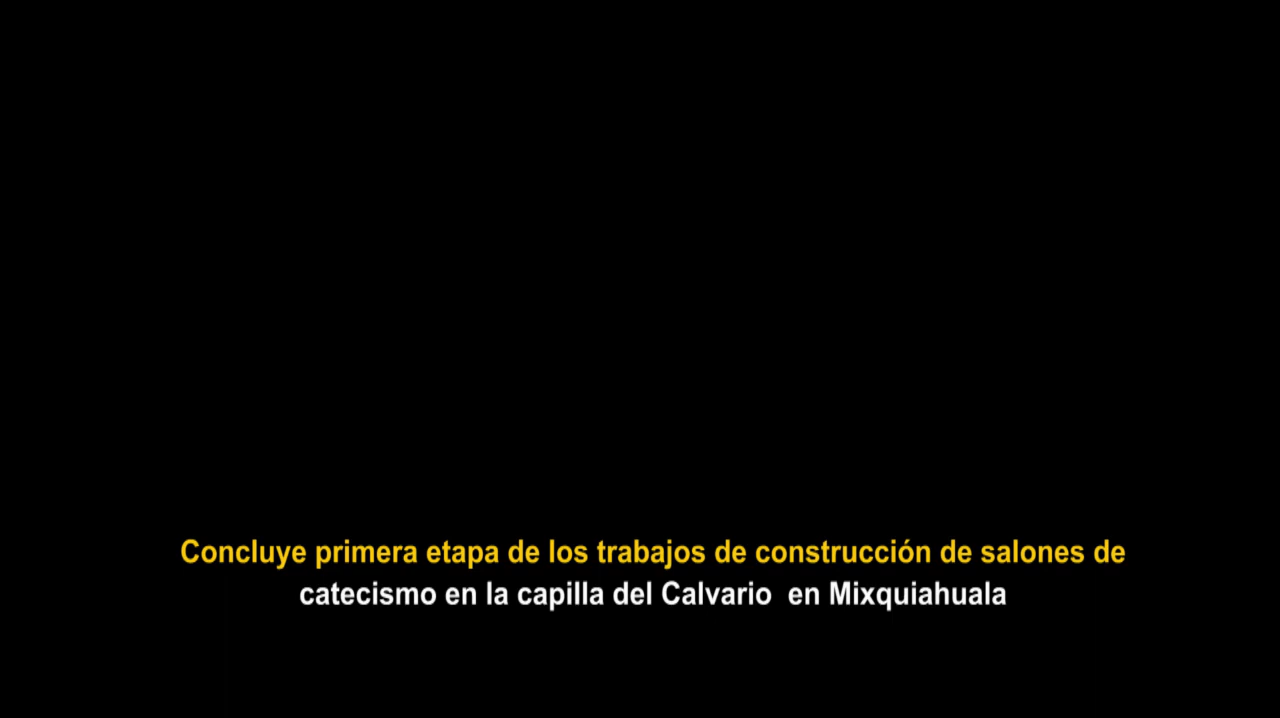 Concluye primera etapa de los trabajos de construcción de salones de
catecismo en la capilla del Calvario  en Mixquiahuala